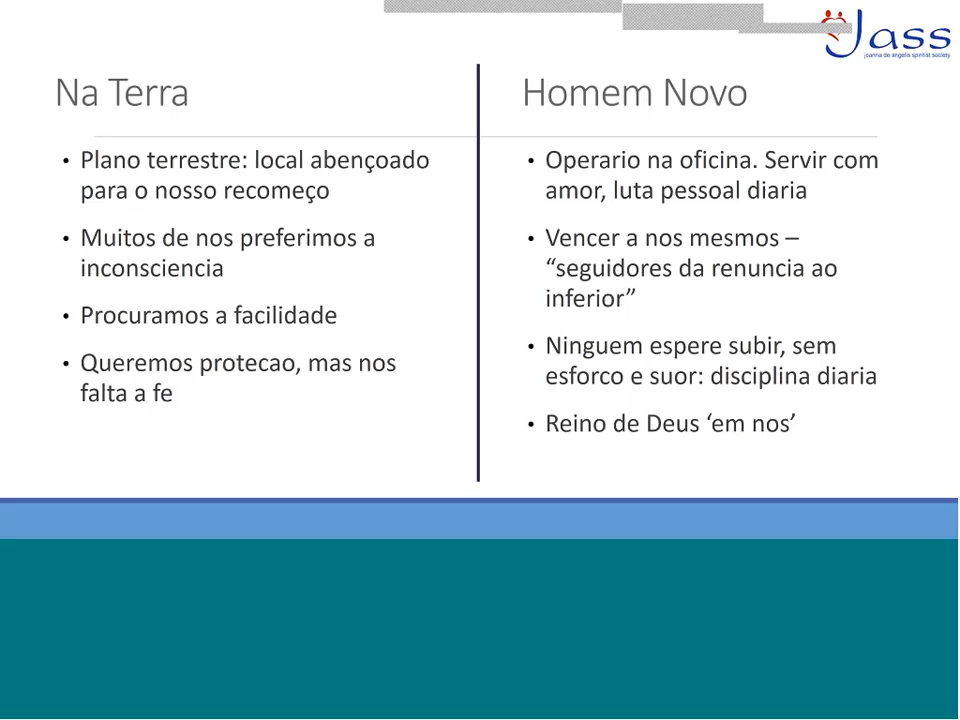 Jass
joanna de angelis spiritist society
Na Terra
• Plano terrestre: local abençoado
para o nosso recomeço
• Muitos de nos preferimos a
inconsciencia
• Procuramos a facilidade
• Queremos protecao, mas nos
falta a fe
Homem Novo
• Operario na oficina. Servir com
amor, luta pessoal diaria
• Vencer a nos mesmos –
“seguidores da renuncia ao
inferior”
• Ninguem espere subir, sem
esforco e suor: disciplina diaria
• Reino de Deus ‘em nos’